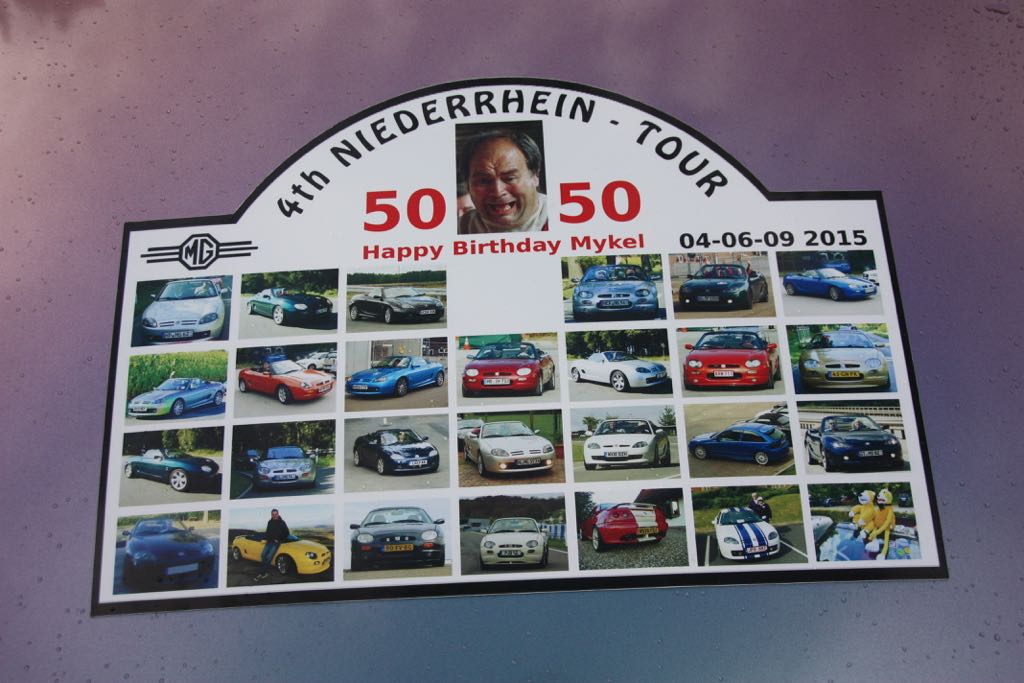 4th NIEDERRHEIN - TOUR
50 50
Happy Birthday Mykel
04-06-09 2015
MG